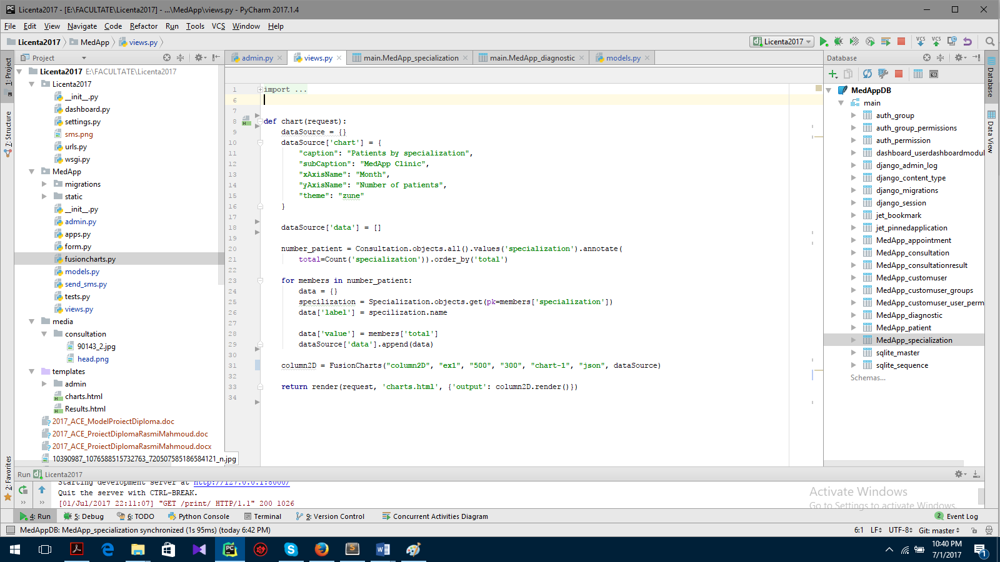 Licenta2017 - [E:\FACULTATE\Licenta2017] - ...\MedApp\views.py - PyCharm 2017.1.4
File Edit View Navigate Code Refactor Run Tools VCS Window Help
Licenta2017 MedApp views.py
Licenta2017
VCS VCS
1: Project
7: Structure
2: Favorites
Project
Licenta2017 E:\FACULTATE\Licenta2017
Licenta2017
__init__.py
dashboard.py
settings.py
sms.png
urls.py
wsgi.py
MedApp
migrations
static
__init__.py
admin.py
apps.py
form.py
fusioncharts.py
models.py
send_sms.py
tests.py
views.py
media
consultation
90143_2.jpg
head.png
templates
admin
charts.html
Results.html
2017_ACE_ModelProiectDiploma.doc
2017_ACE_ProiectDiplomaRasmiMahmoud.doc
2017_ACE_ProiectDiplomaRasmiMahmoud.docx
10390987_1076588515732763_720507585186584121_n.jpg
admin.py views.py main.MedApp_specialization main.MedApp_diagnostic models.py
1 import ...
6
7
8 def chart(request):
9 dataSource = {}
10 dataSource['chart'] = {
11 "caption": "Patients by specialization",
12 "subCaption": "MedApp Clinic",
13 "xAxisName": "Month",
14 "yAxisName": "Number of patients",
15 "theme": "zune"
16 }
17
18 dataSource['data'] = []
19
20 number_patient = Consultation.objects.all().values('specialization').annotate(
21 total=Count('specialization')).order_by('total')
22
23 for members in number_patient:
24 data = {}
25 specilization = Specialization.objects.get(pk=members['specialization'])
26 data['label'] = specilization.name
27
28 data['value'] = members['total']
29 dataSource['data'].append(data)
30
31 column2D = FusionCharts("column2D", "ex1", "500", "300", "chart-1", "json", dataSource)
32
33 return render(request, 'charts.html', {'output': column2D.render()})
34
Database
MedAppDB
main
auth_group
auth_group_permissions
auth_permission
dashboard_userdashboardmodul
django_admin_log
django_content_type
django_migrations
django_session
jet_bookmark
jet_pinnedapplication
MedApp_appointment
MedApp_consultation
MedApp_consultationresult
MedApp_customuser
MedApp_customuser_groups
MedApp_customuser_user_perm
MedApp_diagnostic
MedApp_patient
MedApp_specialization
sqlite_master
sqlite_sequence
Schemas...
Database
Data View
Run Licenta2017
Starting development server at http://127.0.0.1:8000/
Quit the server with CTRL-BREAK.
[01/Jul/2017 22:11:07] "GET /print/ HTTP/1.1" 200 1026
Activate Windows
Go to Settings to activate Windows.
4: Run 5: Debug 6: TODO Python Console Terminal 9: Version Control Concurrent Activities Diagram 2 Event Log
MedAppDB: MedApp_specialization synchronized (1s 95ms) (today 6:42 PM) 6:1 LF UTF-8 Git: master
10:40 PM
7/1/2017
1